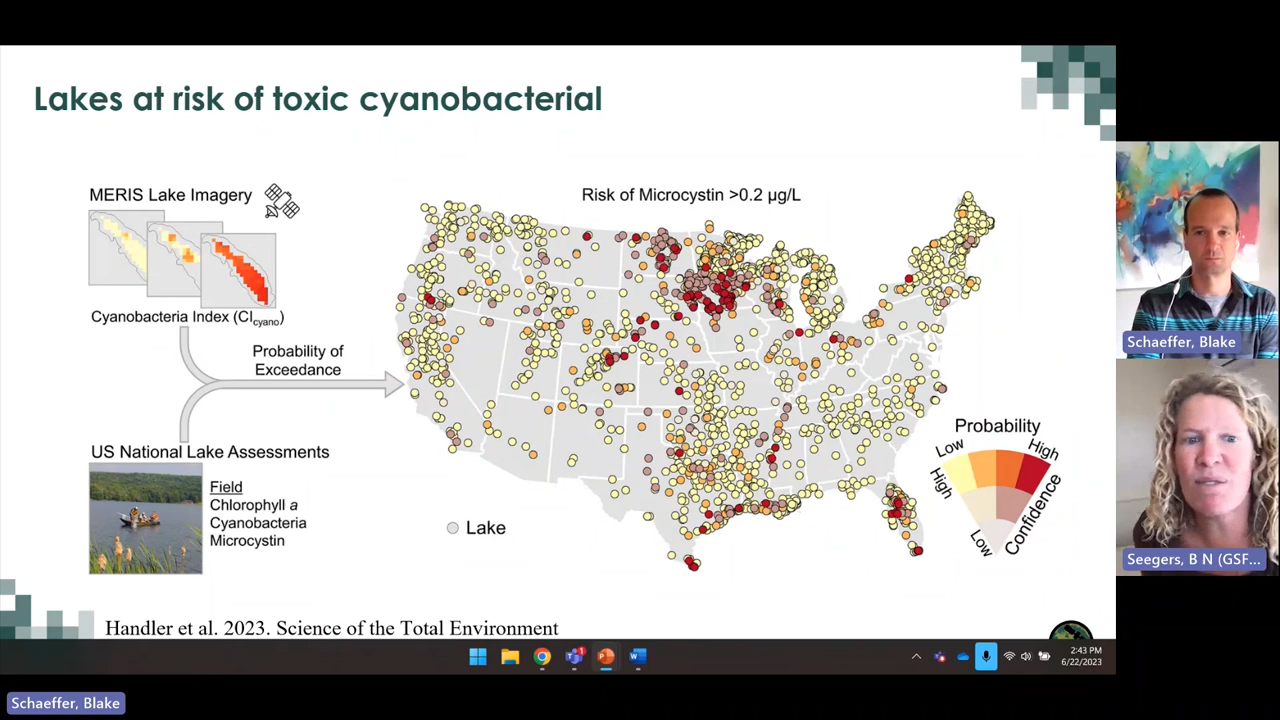 Lakes at risk of toxic cyanobacterial
MERIS Lake Imagery
Cyanobacteria Index (CIcyano)
Probability of
Exceedance
US National Lake Assessments
Field
Chlorophyll a
Cyanobacteria
Microcystin
Risk of Microcystin >0.2 µg/L
Lake
Probability
Low
High
High
Low
Confidence
Handler et al. 2023. Science of the Total Environment
Schaeffer, Blake
Seegers, B N (GSF...
1
2:43 PM
6/22/2023
Schaeffer, Blake